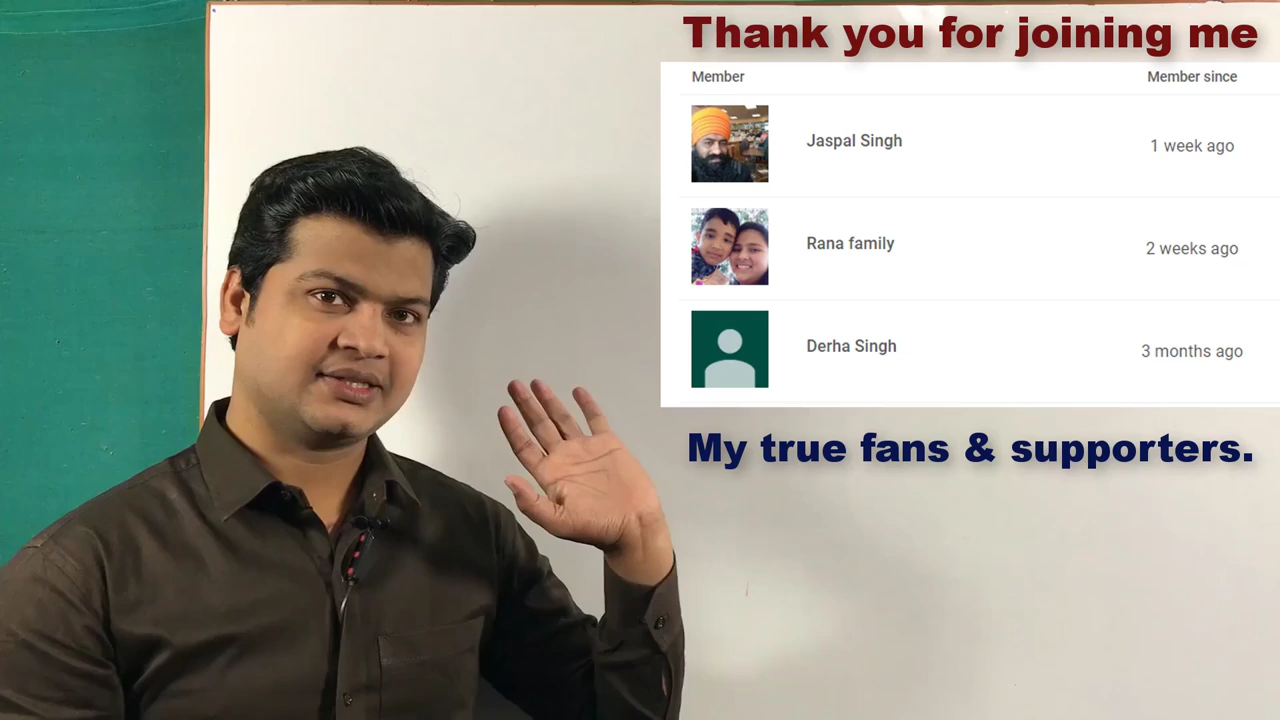 Thank you for joining me
Member Member since
Jaspal Singh 1 week ago
Rana family 2 weeks ago
Derha Singh 3 months ago
My true fans & supporters.